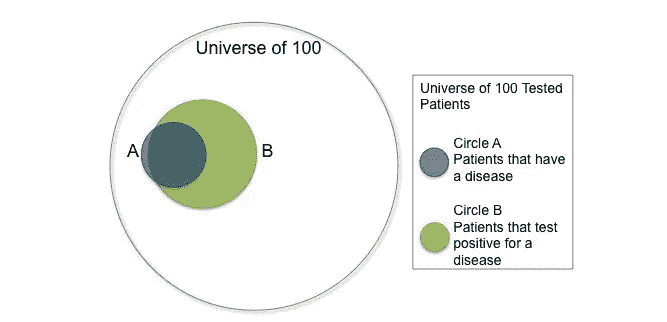 Universe of 100
A
B
Universe of 100 Tested
Patients
Circle A
Patients that have
a disease
Circle B
Patients that test
positive for a
disease